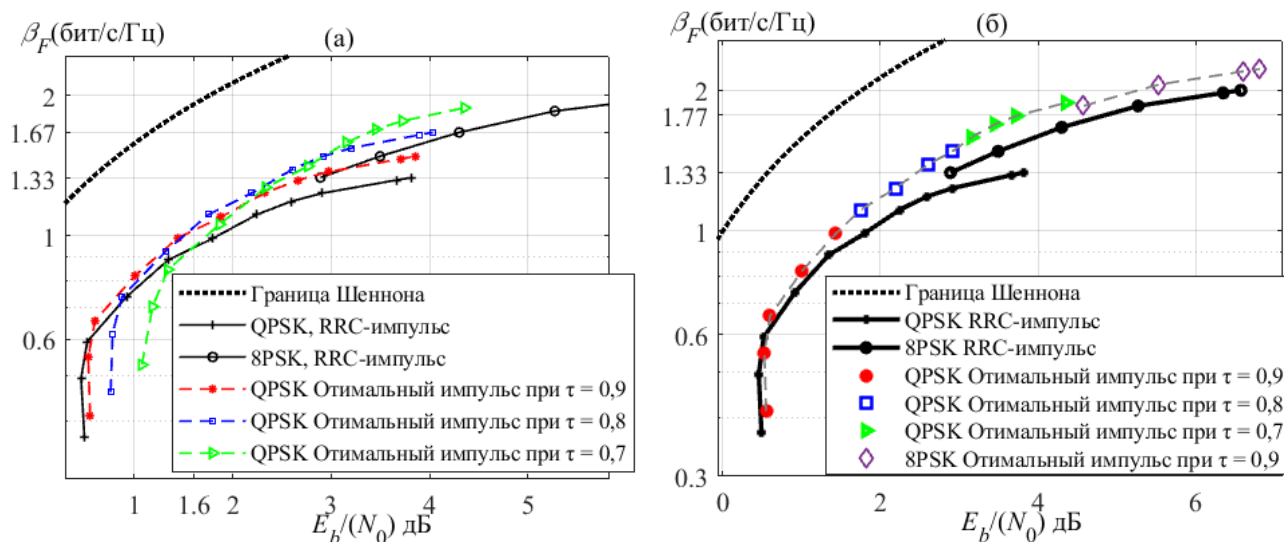 β_F(бит/с/Гц)
(а)
2
1.67
1.33
1
0.6
Граница Шеннона
QPSK, RRC-импульс
8PSK, RRC-импульс
QPSK Отимальный импульс при τ = 0,9
QPSK Отимальный импульс при τ = 0,8
QPSK Отимальный импульс при τ = 0,7
1 1.6 2 3 4 5
E_b/(N_0) дБ
β_F(бит/с/Гц)
(б)
2
1.77
1.33
1
0.6
0.3
Граница Шеннона
QPSK RRC-импульс
8PSK RRC-импульс
QPSK Отимальный импульс при τ = 0,9
QPSK Отимальный импульс при τ = 0,8
QPSK Отимальный импульс при τ = 0,7
8PSK Отимальный импульс при τ = 0,9
0 2 4 6
E_b/(N_0) дБ